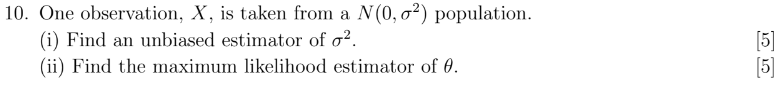 10. One observation, X, is taken from a N(0, σ²) population.
(i) Find an unbiased estimator of σ². [5]
(ii) Find the maximum likelihood estimator of θ. [5]